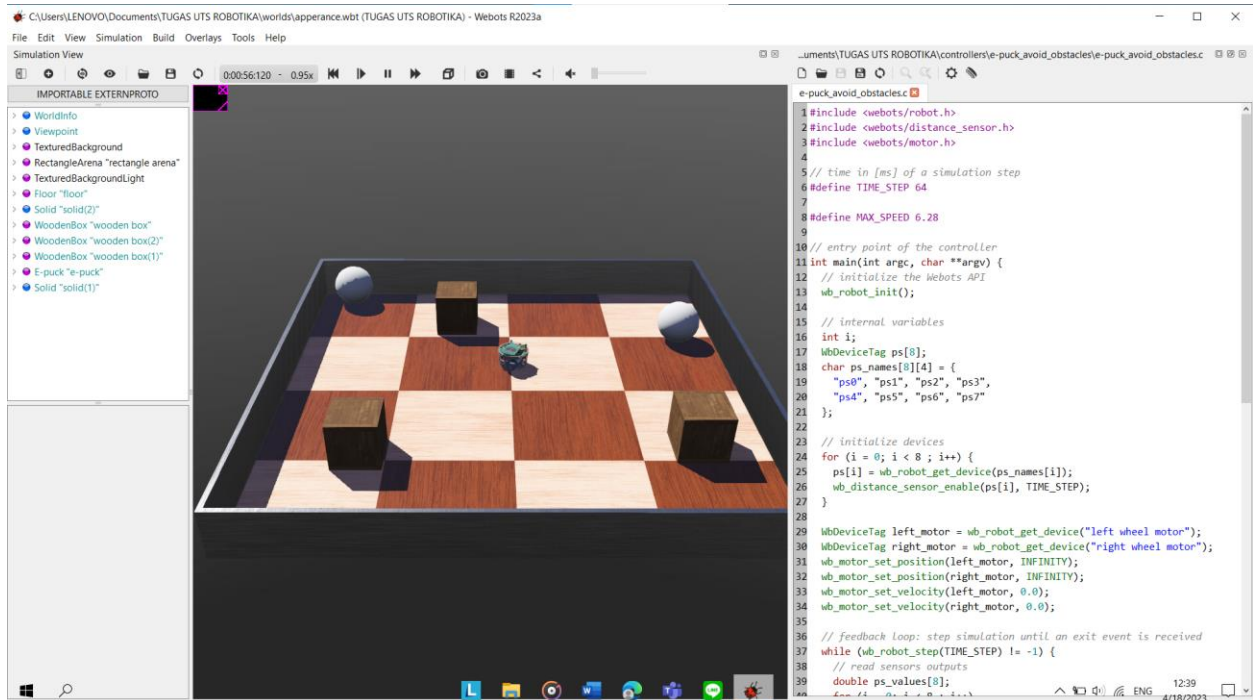 C:\Users\LENOVO\Documents\TUGAS UTS ROBOTIKA\worlds\apperance.wbt (TUGAS UTS ROBOTIKA) - Webots R2023a
File Edit View Simulation Build Overlays Tools Help
Simulation View
0:00:56:120 - 0.95x
IMPORTABLE EXTERNPROTO
WorldInfo
Viewpoint
TexturedBackground
RectangleArena "rectangle arena"
TexturedBackgroundLight
Floor "floor"
Solid "solid(2)"
WoodenBox "wooden box"
WoodenBox "wooden box(2)"
WoodenBox "wooden box(1)"
E-puck "e-puck"
Solid "solid(1)"
...uments\TUGAS UTS ROBOTIKA\controllers\e-puck_avoid_obstacles\e-puck_avoid_obstacles.c
e-puck_avoid_obstacles.c
1 #include <webots/robot.h>
2 #include <webots/distance_sensor.h>
3 #include <webots/motor.h>
4
5 // time in [ms] of a simulation step
6 #define TIME_STEP 64
7
8 #define MAX_SPEED 6.28
9
10 // entry point of the controller
11 int main(int argc, char **argv) {
12 // initialize the Webots API
13 wb_robot_init();
14
15 // internal variables
16 int i;
17 WbDeviceTag ps[8];
18 char ps_names[8][4] = {
19 "ps0", "ps1", "ps2", "ps3",
20 "ps4", "ps5", "ps6", "ps7"
21 };
22
23 // initialize devices
24 for (i = 0; i < 8 ; i++) {
25 ps[i] = wb_robot_get_device(ps_names[i]);
26 wb_distance_sensor_enable(ps[i], TIME_STEP);
27 }
28
29 WbDeviceTag left_motor = wb_robot_get_device("left wheel motor");
30 WbDeviceTag right_motor = wb_robot_get_device("right wheel motor");
31 wb_motor_set_position(left_motor, INFINITY);
32 wb_motor_set_position(right_motor, INFINITY);
33 wb_motor_set_velocity(left_motor, 0.0);
34 wb_motor_set_velocity(right_motor, 0.0);
35
36 // feedback loop: step simulation until an exit event is received
37 while (wb_robot_step(TIME_STEP) != -1) {
38 // read sensors outputs
39 double ps_values[8];
ENG
12:39
4/18/2023